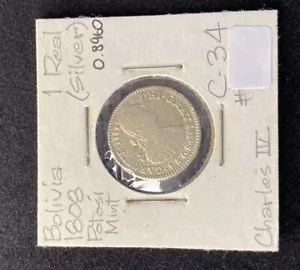 1 Real
(Silver)
0.8960
C-34
#
Bolivia
1808
Potosi
Mint
Charles IV